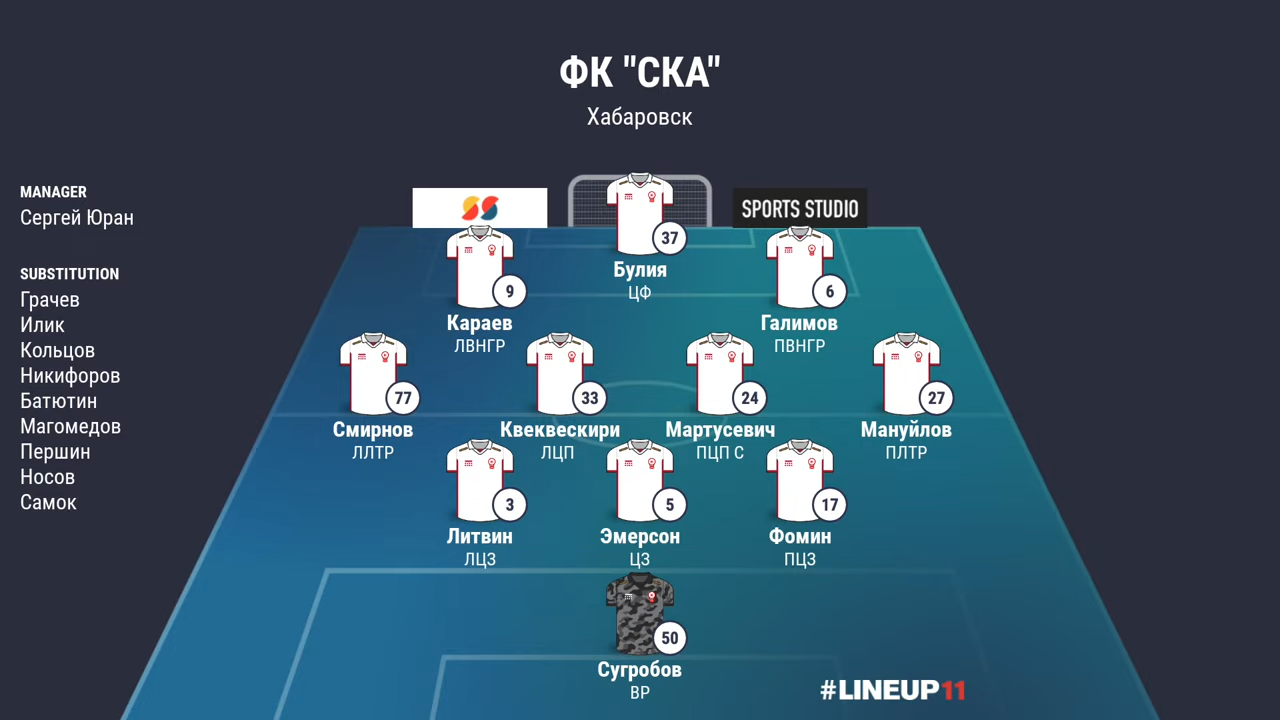 ФК "СКА"
Хабаровск
MANAGER
Сергей Юран
SUBSTITUTION
Грачев
Илик
Кольцов
Никифоров
Батютин
Магомедов
Першин
Носов
Самок
SS
SPORTS STUDIO
37
Булия
ЦФ
9
Караев
ЛВНГР
6
Галимов
ПВНГР
77
Смирнов
ЛЛТР
33
Квеквескири
ЛЦП
24
Мартусевич
ПЦП С
27
Мануйлов
ПЛТР
3
Литвин
ЛЦЗ
5
Эмерсон
ЦЗ
17
Фомин
ПЦЗ
50
Сугробов
ВР
#LINEUP11